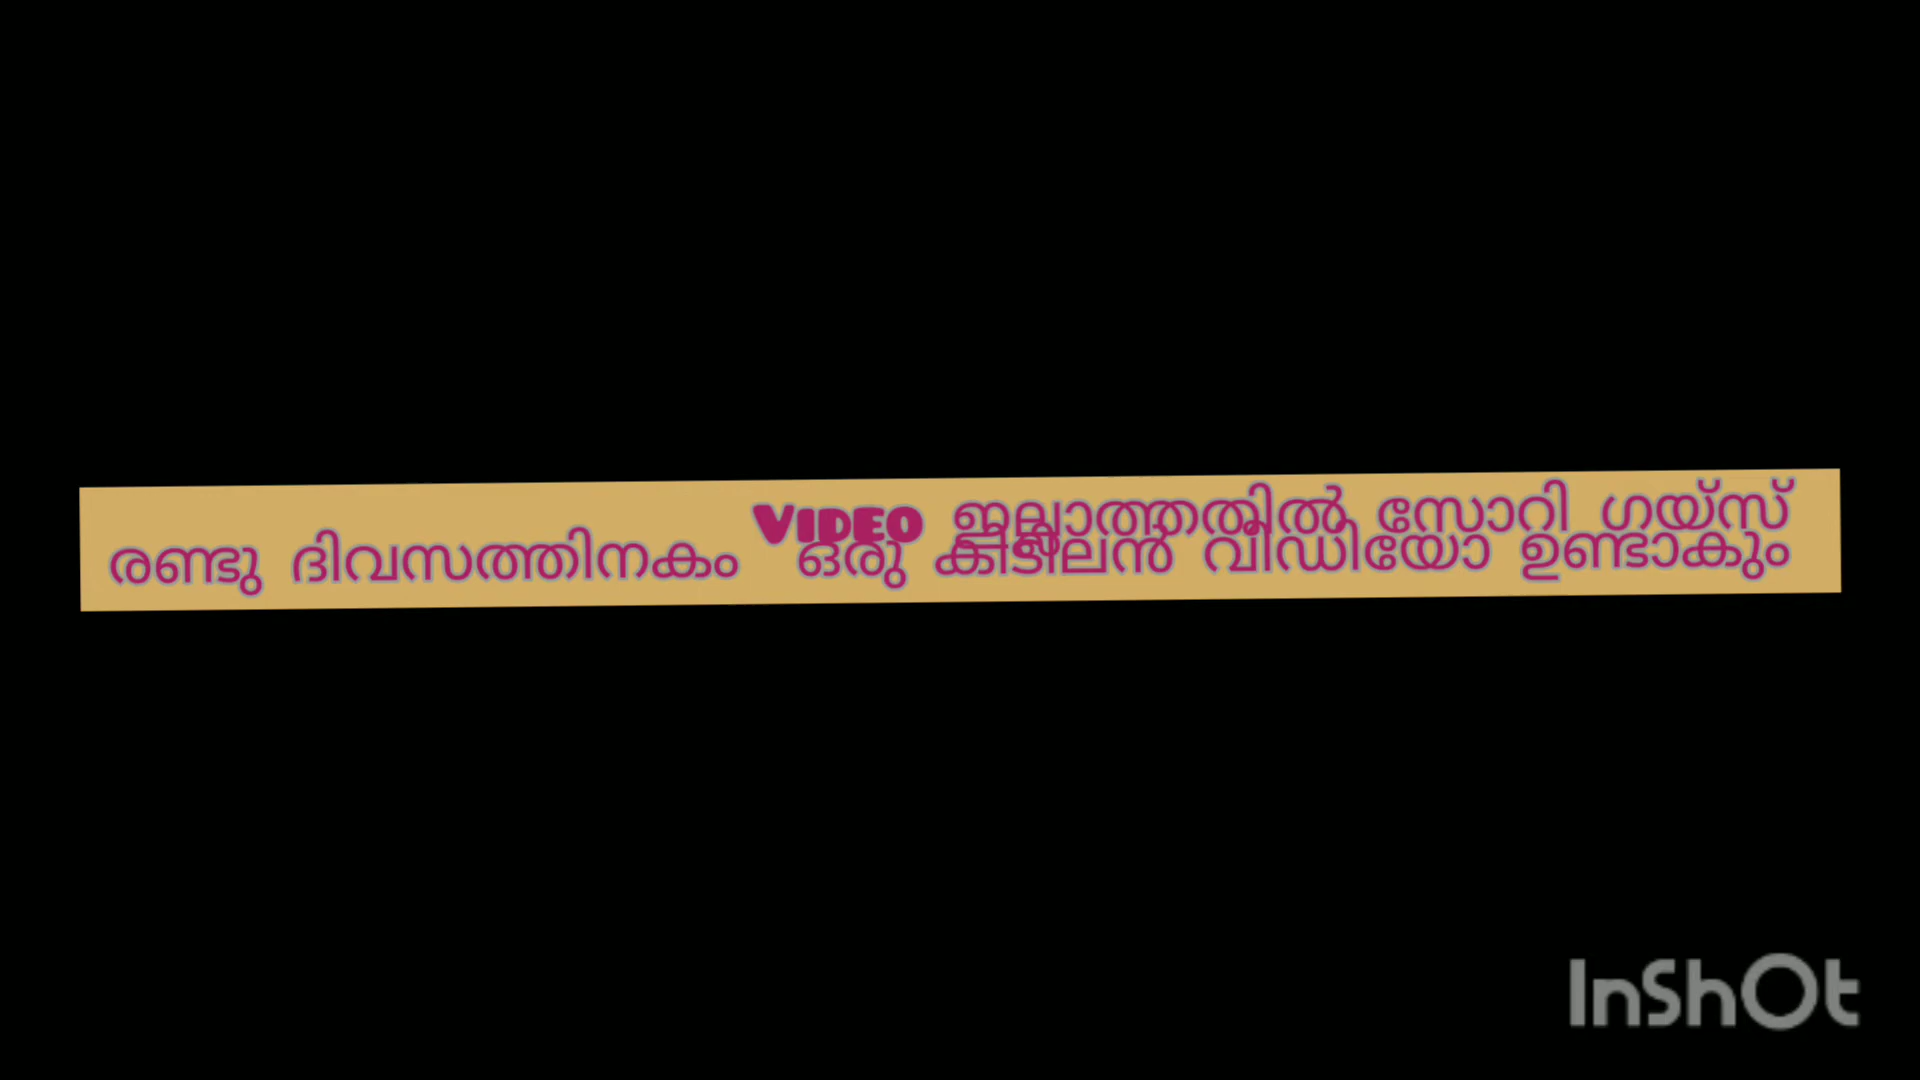 VIDEO ഇല്ലാത്തതിൽ സോറി ഗയ്സ്
രണ്ടു ദിവസത്തിനകം ഒരു കിടിലൻ വിഡിയോ ഉണ്ടാകും
InShOt